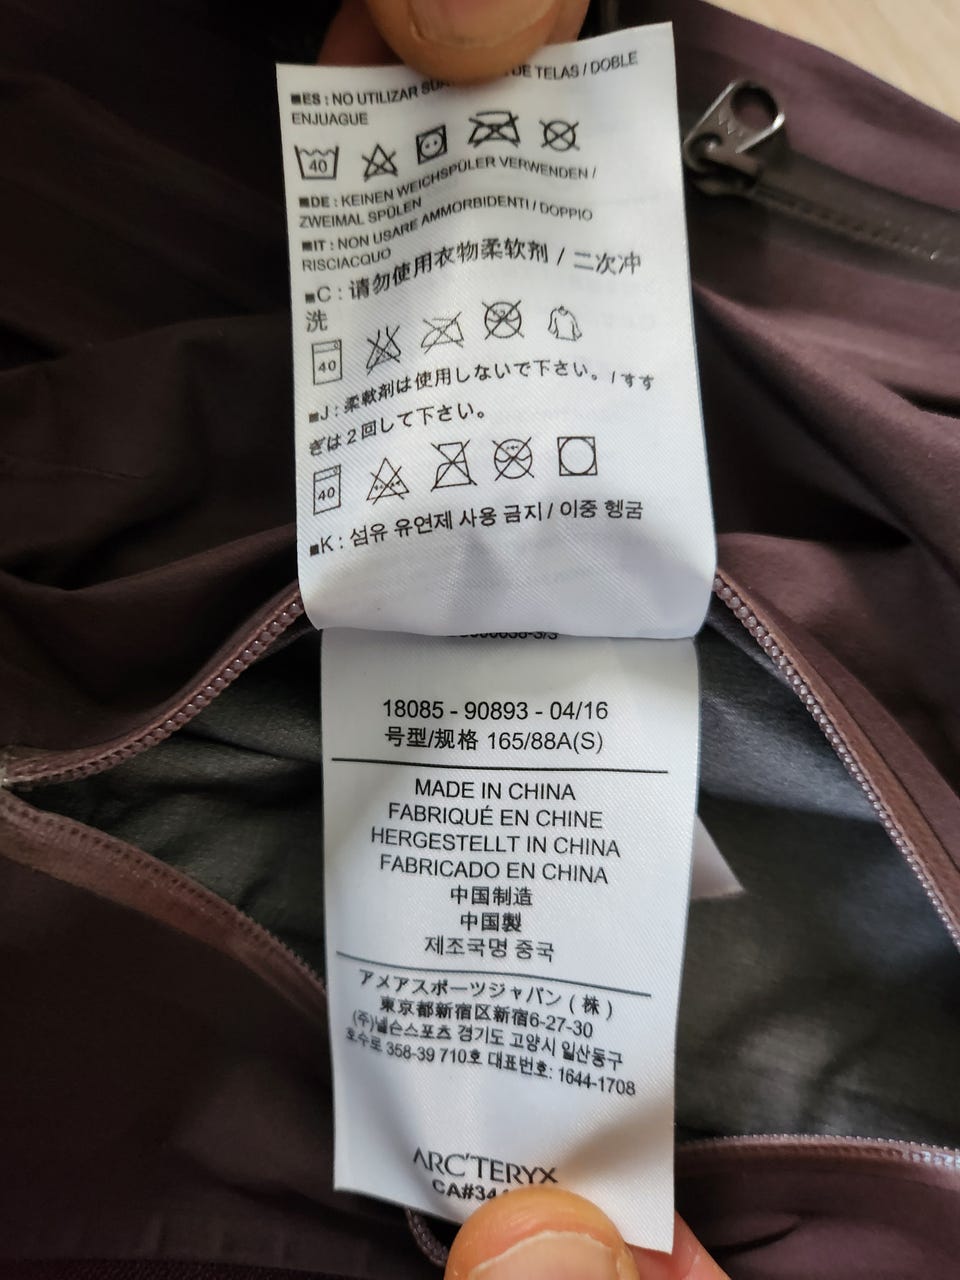 ■ES : NO UTILIZAR DE TELAS / DOBLE
ENJUAGUE
40
■DE : KEINEN WEICHSPÜLER VERWENDEN /
ZWEIMAL SPÜLEN
■IT : NON USARE AMMORBIDENTI / DOPPIO
RISCIACQUO
■C : 请勿使用衣物柔软剂 / 二次冲
洗
40
■J : 柔軟剤は使用しないで下さい。/ すす
ぎは2回して下さい。
40
■K : 섬유 유연제 사용 금지 / 이중 헹굼
18085 - 90893 - 04/16
号型/规格 165/88A(S)
MADE IN CHINA
FABRIQUÉ EN CHINE
HERGESTELLT IN CHINA
FABRICADO EN CHINA
中国制造
中国製
제조국명 중국
アメアスポーツジャパン ( 株 )
東京都新宿区新宿6-27-30
(주)넬슨스포츠 경기도 고양시 일산동구
호수로 358-39 710호 대표번호: 1644-1708
ARC'TERYX